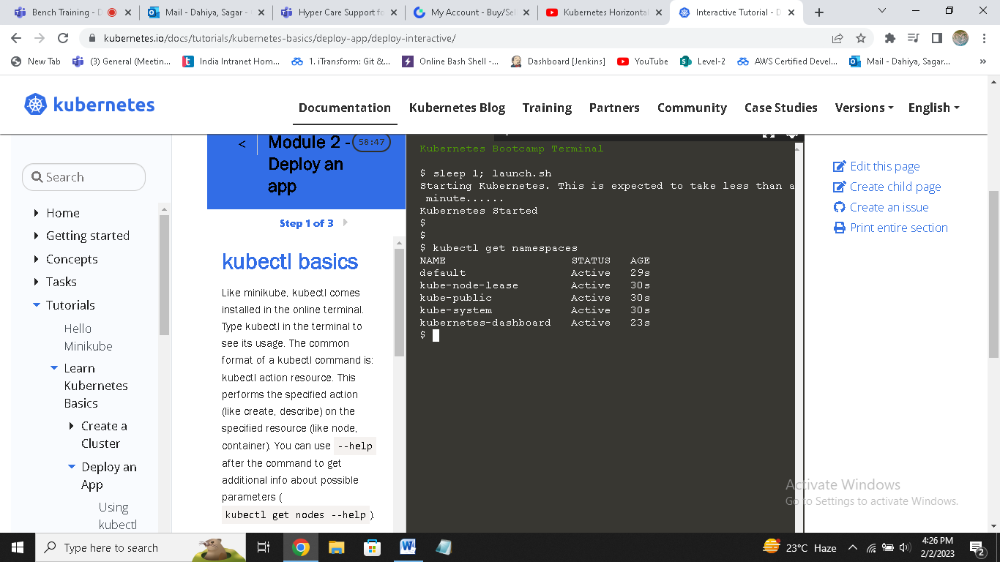 Bench Training - D
Mail - Dahiya, Sagar -
Hyper Care Support fo
My Account - Buy/Sel
Kubernetes Horizontal
Interactive Tutorial - D
kubernetes.io/docs/tutorials/kubernetes-basics/deploy-app/deploy-interactive/
New Tab
(3) General (Meetin...
India Intranet Hom...
1. iTransform: Git &...
Online Bash Shell -...
Dashboard [Jenkins]
YouTube
Level-2
AWS Certified Devel...
Mail - Dahiya, Sagar...
»
kubernetes
Documentation
Kubernetes Blog
Training
Partners
Community
Case Studies
Versions
English
Search
Home
Getting started
Concepts
Tasks
Tutorials
Hello
Minikube
Learn
Kubernetes
Basics
Create a
Cluster
Deploy an
App
Using
kubectl
<
Module 2 -
Deploy an
app
58:47
Step 1 of 3
kubectl basics
Like minikube, kubectl comes
installed in the online terminal.
Type kubectl in the terminal to
see its usage. The common
format of a kubectl command is:
kubectl action resource. This
performs the specified action
(like create, describe) on the
specified resource (like node,
container). You can use --help
after the command to get
additional info about possible
parameters (
kubectl get nodes --help ).
Kubernetes Bootcamp Terminal
$ sleep 1; launch.sh
Starting Kubernetes. This is expected to take less than a
minute......
Kubernetes Started
$
$
$ kubectl get namespaces
NAME STATUS AGE
default Active 29s
kube-node-lease Active 30s
kube-public Active 30s
kube-system Active 30s
kubernetes-dashboard Active 23s
$
Edit this page
Create child page
Create an issue
Print entire section
Activate Windows
Go to Settings to activate Windows.
Type here to search
23°C Haze
4:26 PM
2/2/2023
2